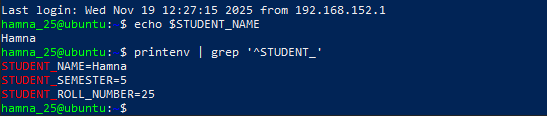 Last login: Wed Nov 19 12:27:15 2025 from 192.168.152.1
hamna_25@ubuntu:~$ echo $STUDENT_NAME
Hamna
hamna_25@ubuntu:~$ printenv | grep '^STUDENT_'
STUDENT_NAME=Hamna
STUDENT_SEMESTER=5
STUDENT_ROLL_NUMBER=25
hamna_25@ubuntu:~$